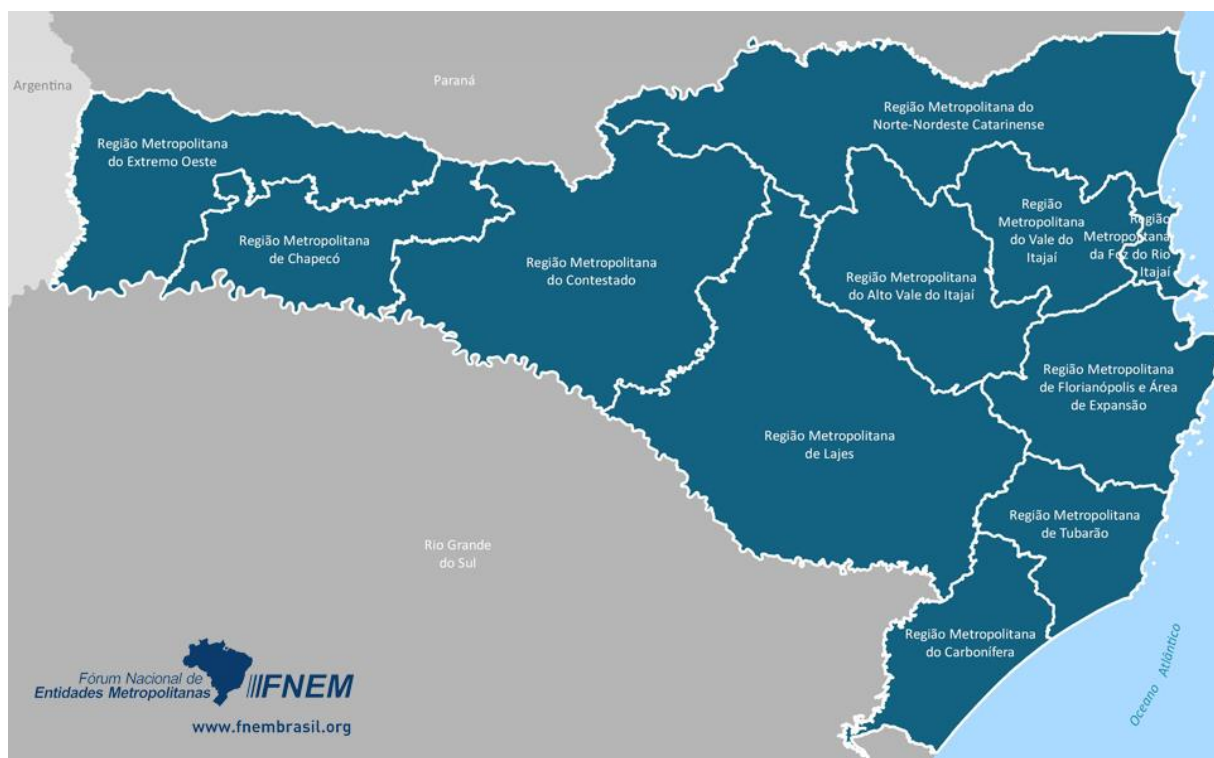 Argentina
Paraná
Região Metropolitana do
Norte-Nordeste Catarinense
Região Metropolitana
do Extremo Oeste
Região
Metropolitana
do Vale do
Itajaí
Região
Metropolitana
da Foz do Rio
Itajaí
Região Metropolitana
de Chapecó
Região Metropolitana
do Contestado
Região Metropolitana
do Alto Vale do Itajaí
Região Metropolitana
de Florianópolis e Área
de Expansão
Região Metropolitana
de Lajes
Região Metropolitana
de Tubarão
Rio Grande
do Sul
Região Metropolitana
do Carbonífera
Oceano Atlântico
Fórum Nacional de
Entidades Metropolitanas
FNEM
www.fnembrasil.org